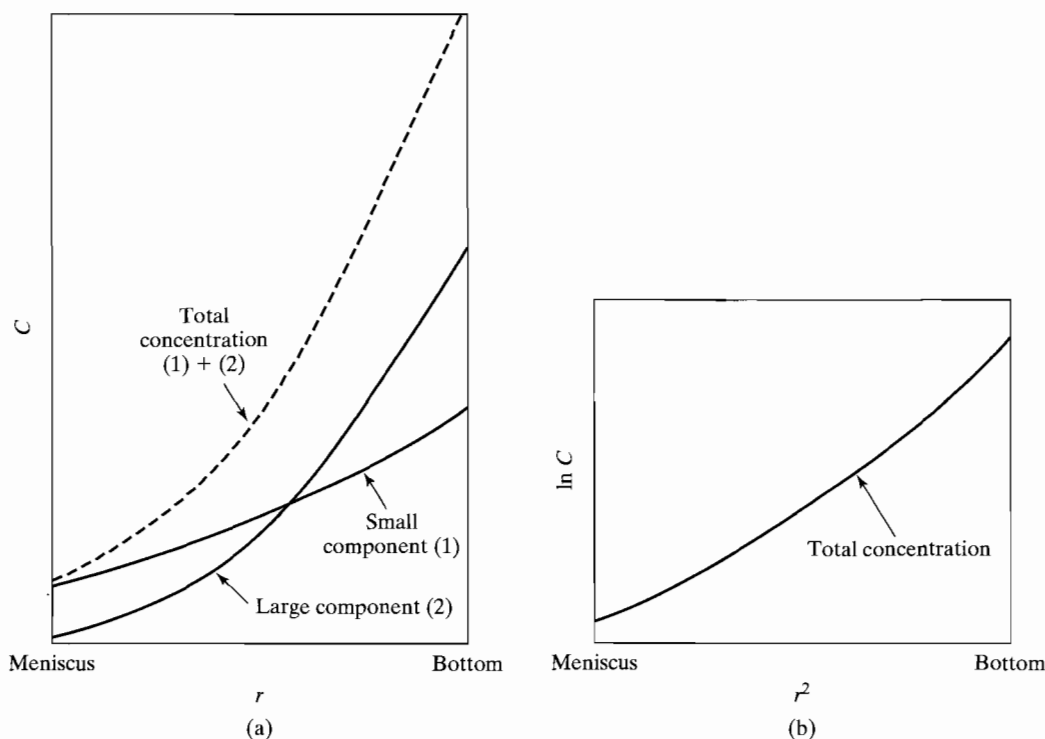 C
Total
concentration
(1) + (2)
Small
component (1)
Large component (2)
Meniscus
Bottom
r
(a)
ln C
Total concentration
Meniscus
Bottom
r²
(b)